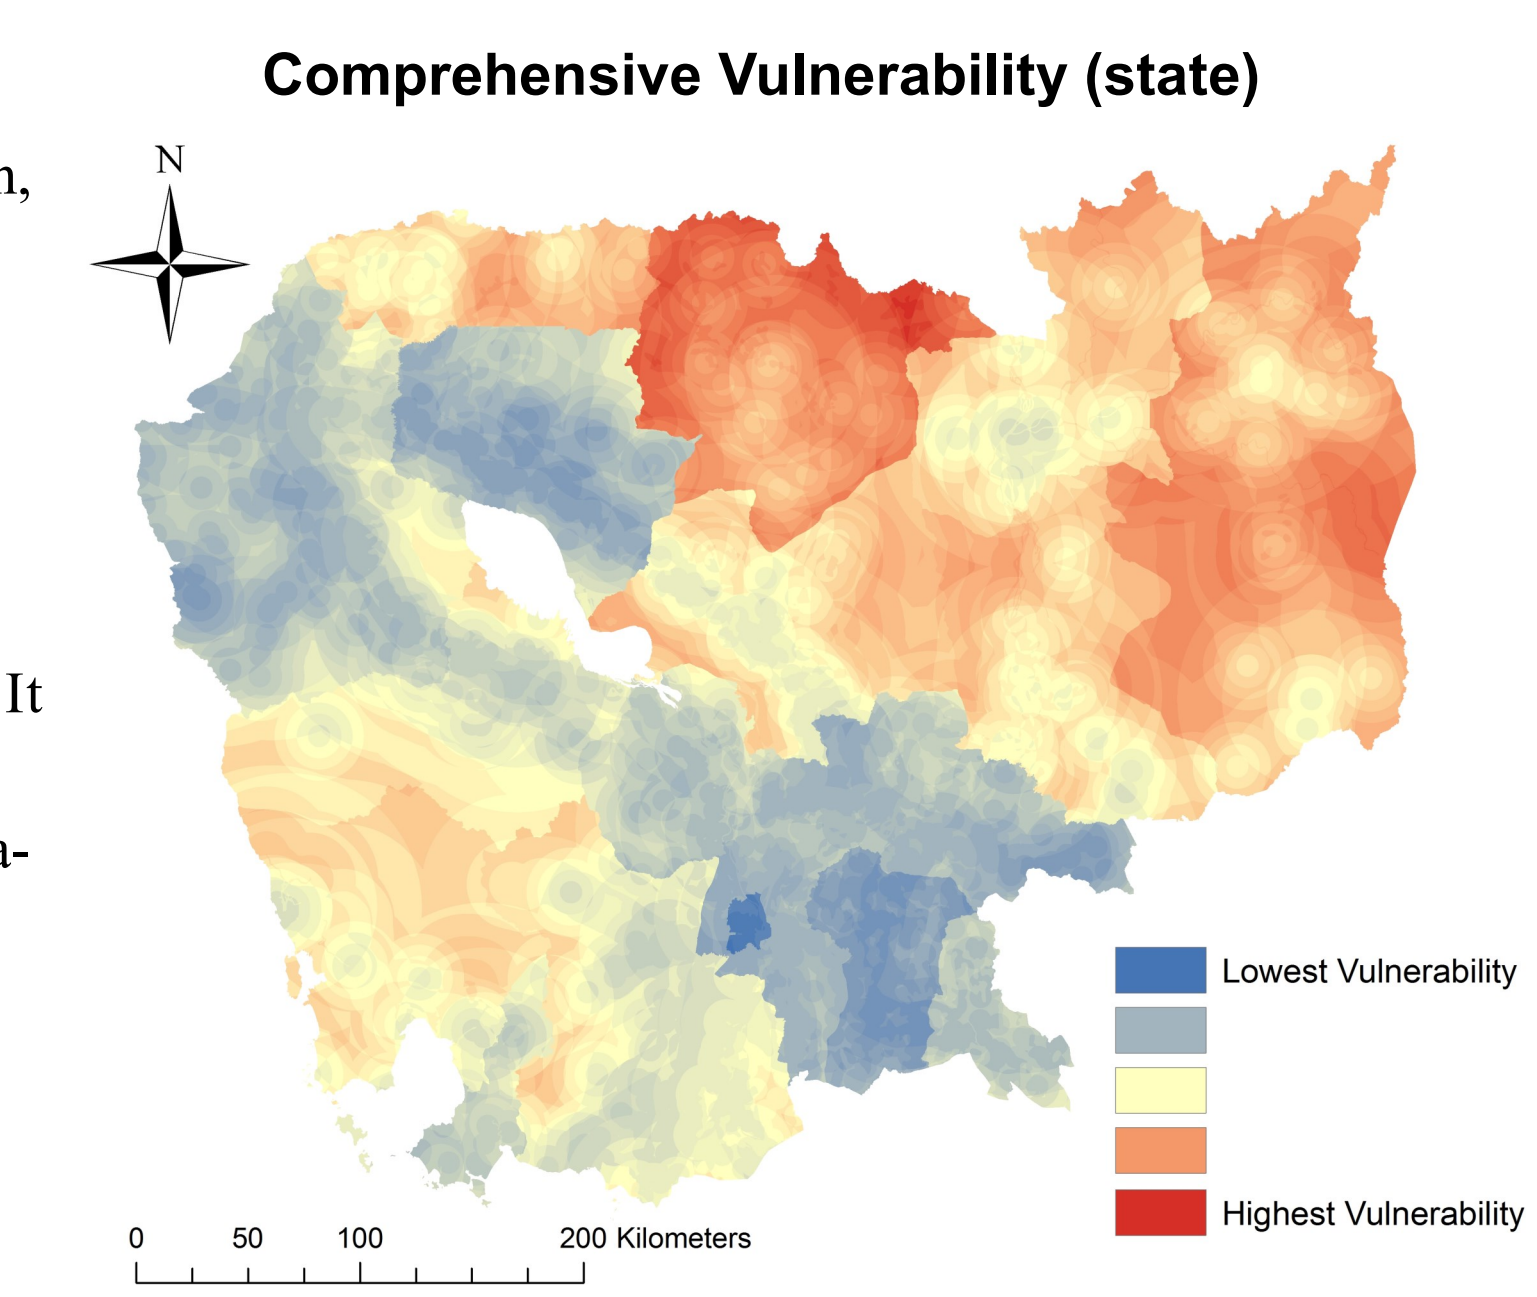 Comprehensive Vulnerability (state)
N
It
Lowest Vulnerability
Highest Vulnerability
0 50 100 200 Kilometers